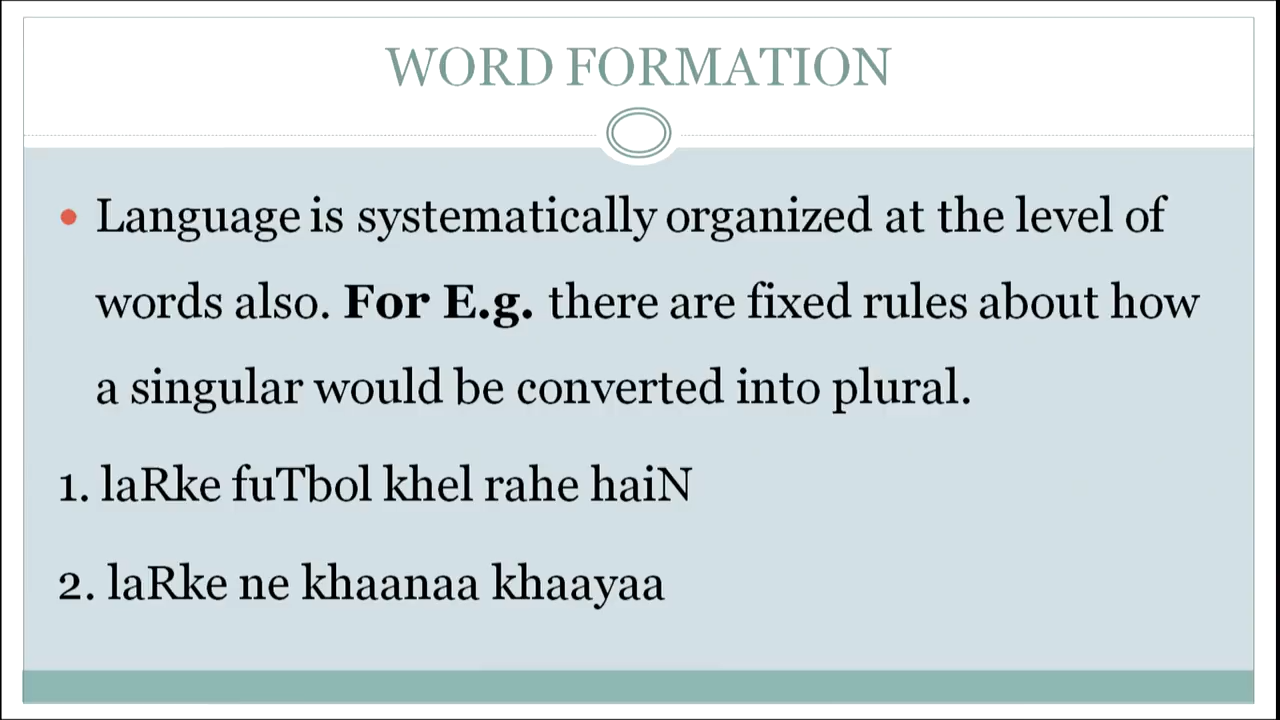 WORD FORMATION
• Language is systematically organized at the level of
words also. For E.g. there are fixed rules about how
a singular would be converted into plural.
1. laRke fuTbol khel rahe haiN
2. laRke ne khaanaa khaayaa